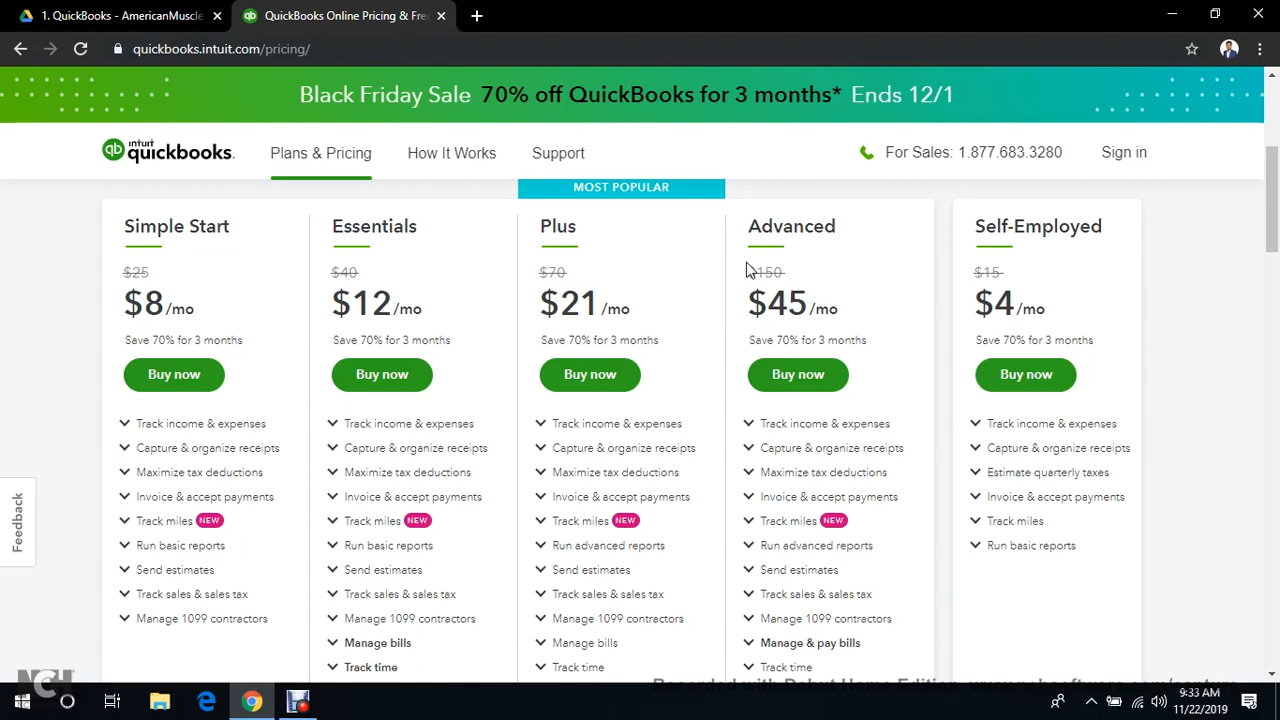 1. QuickBooks - AmericanMuscle
QuickBooks Online Pricing & Fre
quickbooks.intuit.com/pricing/
Black Friday Sale 70% off QuickBooks for 3 months* Ends 12/1
qb intuit quickbooks.
Plans & Pricing
How It Works
Support
For Sales: 1.877.683.3280
Sign in
MOST POPULAR
Simple Start
$25
$8/mo
Save 70% for 3 months
Buy now
Track income & expenses
Capture & organize receipts
Maximize tax deductions
Invoice & accept payments
Track miles NEW
Run basic reports
Send estimates
Track sales & sales tax
Manage 1099 contractors
Essentials
$40
$12/mo
Save 70% for 3 months
Buy now
Track income & expenses
Capture & organize receipts
Maximize tax deductions
Invoice & accept payments
Track miles NEW
Run basic reports
Send estimates
Track sales & sales tax
Manage 1099 contractors
Manage bills
Track time
Plus
$70
$21/mo
Save 70% for 3 months
Buy now
Track income & expenses
Capture & organize receipts
Maximize tax deductions
Invoice & accept payments
Track miles NEW
Run advanced reports
Send estimates
Track sales & sales tax
Manage 1099 contractors
Manage bills
Track time
Advanced
150
$45/mo
Save 70% for 3 months
Buy now
Track income & expenses
Capture & organize receipts
Maximize tax deductions
Invoice & accept payments
Track miles NEW
Run advanced reports
Send estimates
Track sales & sales tax
Manage 1099 contractors
Manage & pay bills
Track time
Self-Employed
$15
$4/mo
Save 70% for 3 months
Buy now
Track income & expenses
Capture & organize receipts
Estimate quarterly taxes
Invoice & accept payments
Track miles
Run basic reports
Feedback
NCH
Recorded with Debut Home Edition
9:33 AM
11/22/2019